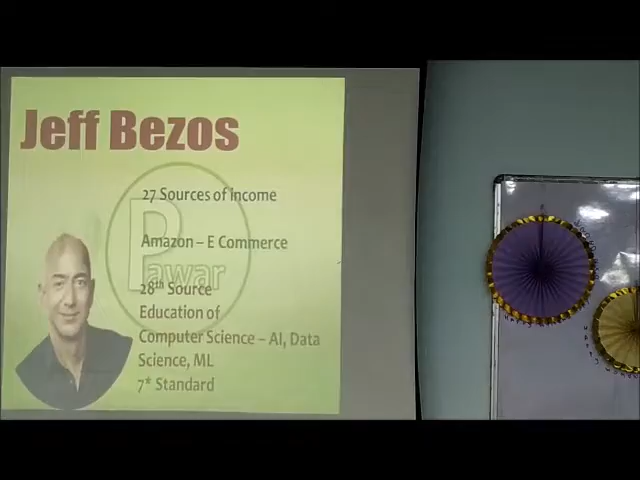 Jeff Bezos
27 Sources of Income
Amazon – E Commerce
28th Source
Education of
Computer Science – AI, Data
Science, ML
7* Standard
Pawar